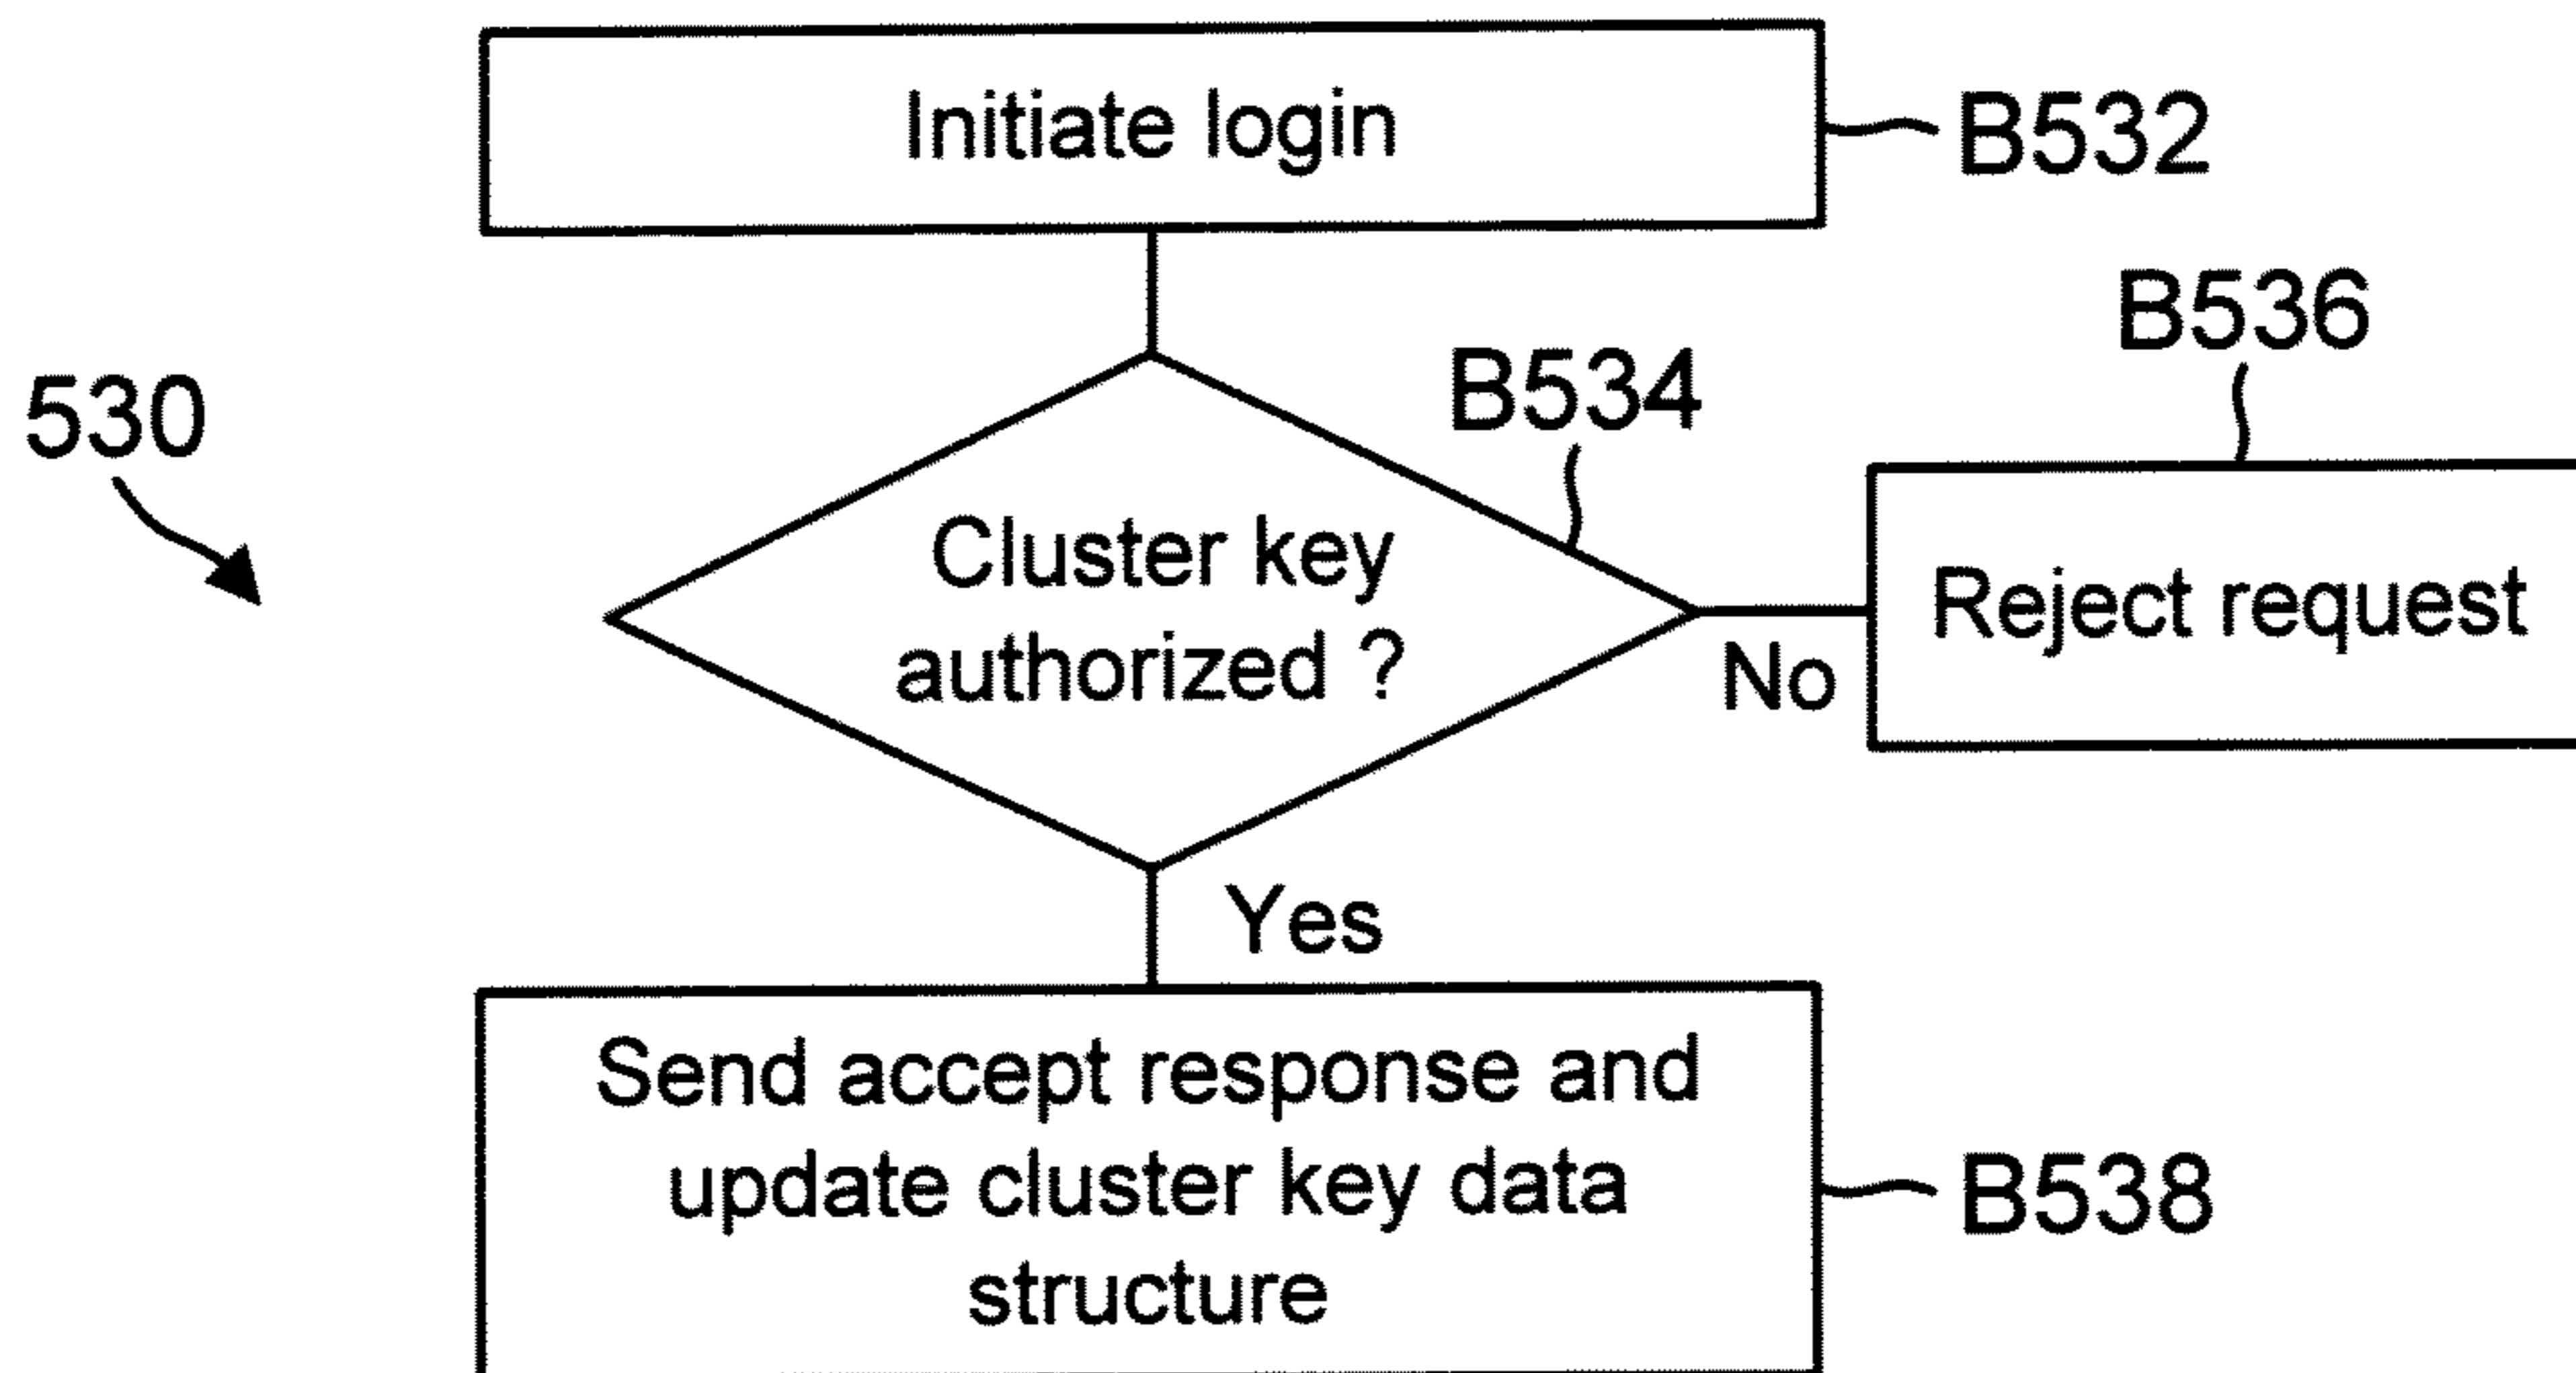 Initiate login
B532
B536
B534
530
Cluster key
authorized ?
Reject request
No
Yes
Send accept response and
update cluster key data
structure
B538